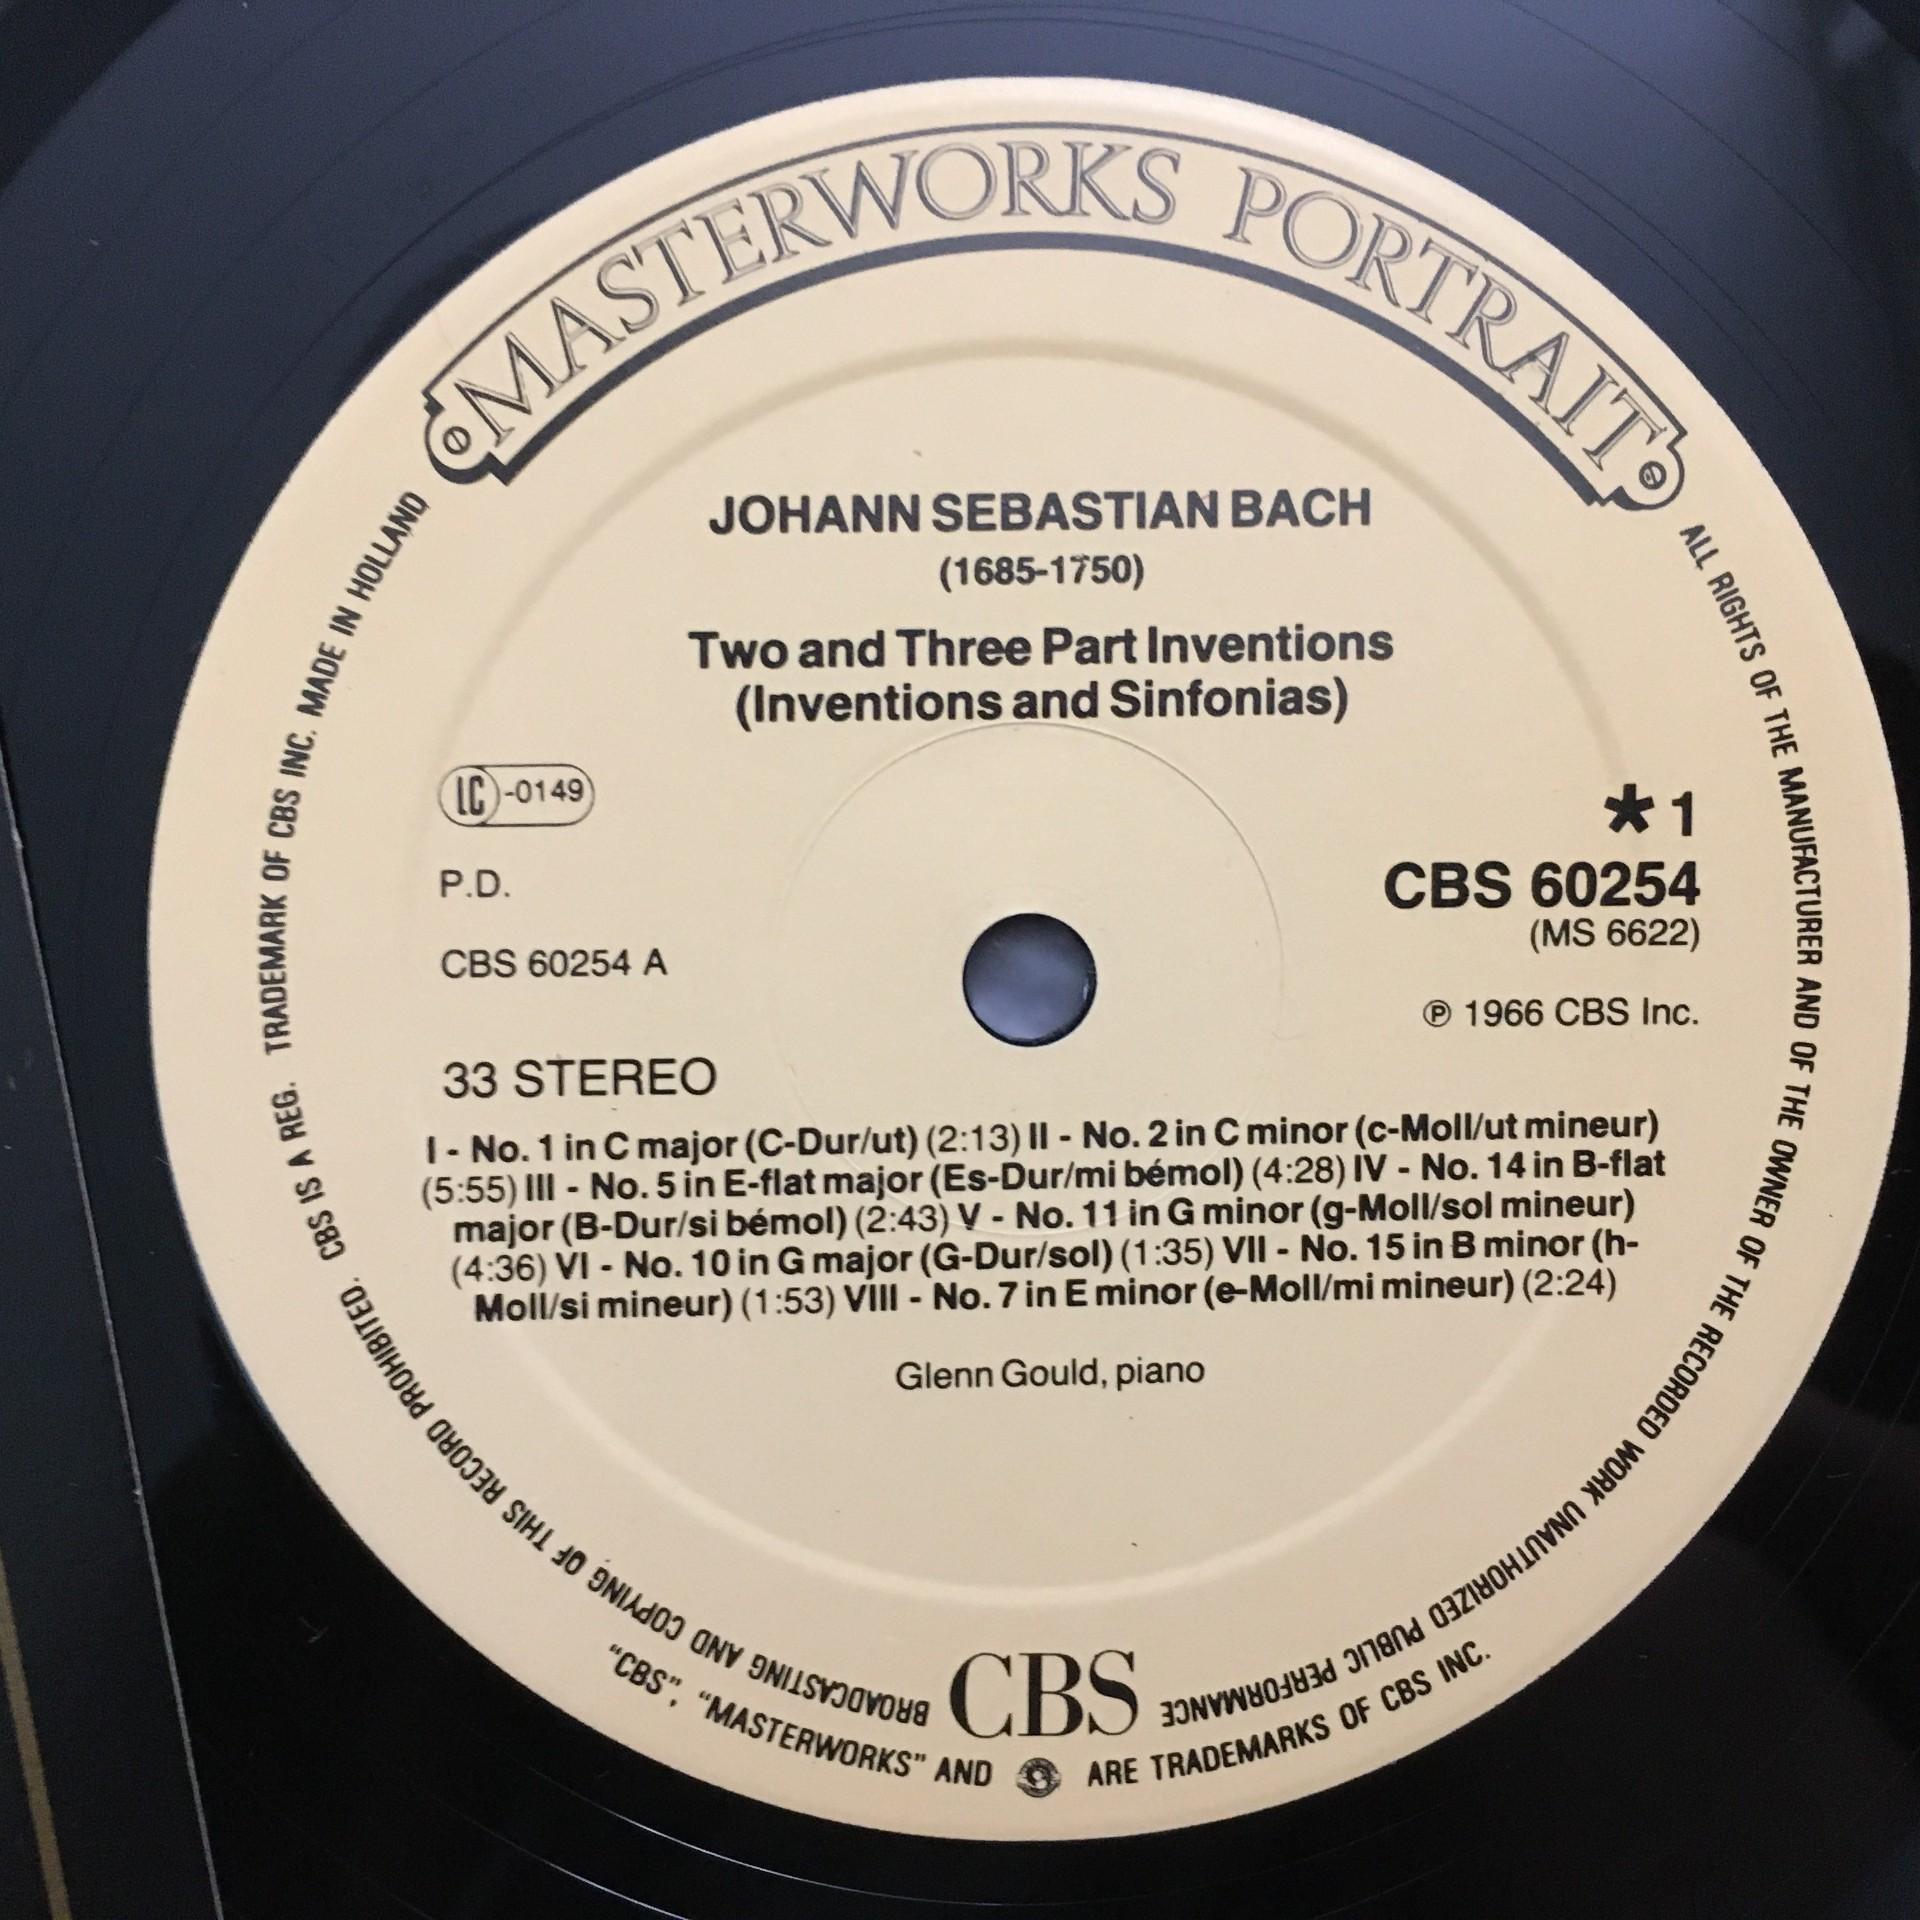 MASTERWORKS PORTRAIT
JOHANN SEBASTIAN BACH
(1685-1750)
Two and Three Part Inventions
(Inventions and Sinfonias)
LC-0149
P.D.
CBS 60254 A
33 STEREO
*1
CBS 60254
(MS 6622)
℗ 1966 CBS Inc.
I - No. 1 in C major (C-Dur/ut) (2:13) II - No. 2 in C minor (c-Moll/ut mineur)
(5:55) III - No. 5 in E-flat major (Es-Dur/mi bémol) (4:28) IV - No. 14 in B-flat
major (B-Dur/si bémol) (2:43) V - No. 11 in G minor (g-Moll/sol mineur)
(4:36) VI - No. 10 in G major (G-Dur/sol) (1:35) VII - No. 15 in B minor (h-
Moll/si mineur) (1:53) VIII - No. 7 in E minor (e-Moll/mi mineur) (2:24)
Glenn Gould, piano
ALL RIGHTS OF THE MANUFACTURER AND OF THE OWNER OF THE RECORDED WORK UNAUTHORIZED PUBLIC PERFORMANCE
BROADCASTING AND COPYING OF THIS RECORD PROHIBITED. CBS IS A REG. TRADEMARK OF CBS INC. MADE IN HOLLAND
CBS
"CBS", "MASTERWORKS" AND ARE TRADEMARKS OF CBS INC.